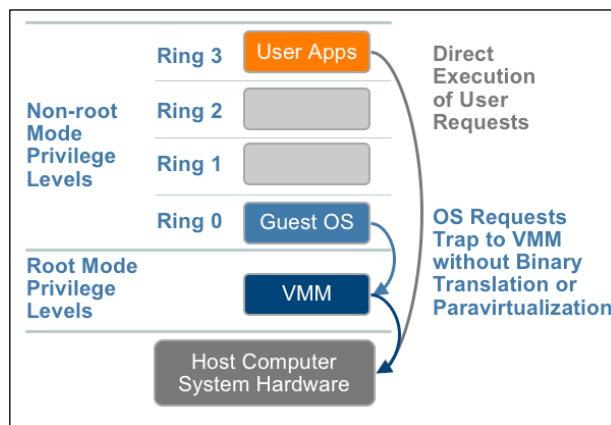 Ring 3
User Apps
Direct
Execution
of User
Requests
Non-root
Mode
Privilege
Levels
Ring 2
Ring 1
Ring 0
Guest OS
OS Requests
Trap to VMM
without Binary
Translation or
Paravirtualization
Root Mode
Privilege
Levels
VMM
Host Computer
System Hardware